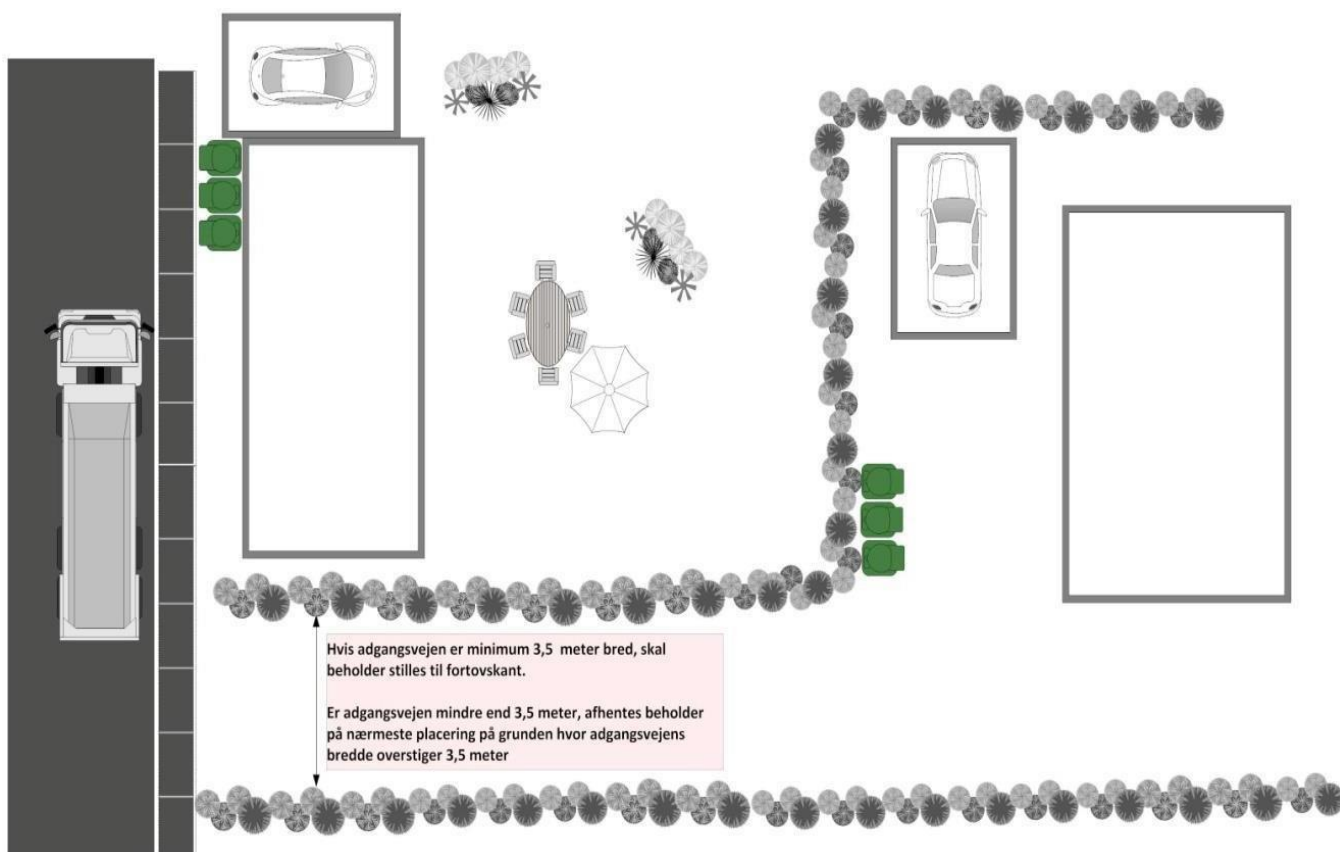 Hvis adgangsvejen er minimum 3,5 meter bred, skal
beholder stilles til fortovskant.
Er adgangsvejen mindre end 3,5 meter, afhentes beholder
på nærmeste placering på grunden hvor adgangsvejens
bredde overstiger 3,5 meter